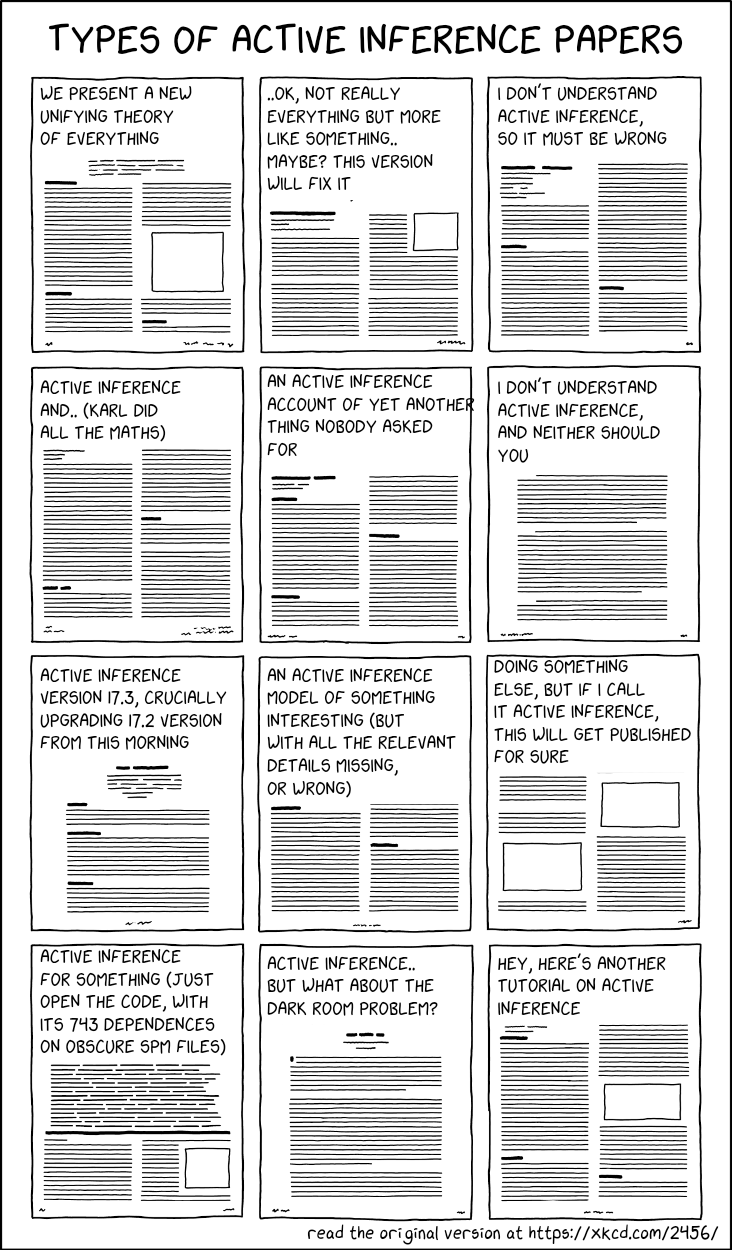 TYPES OF ACTIVE INFERENCE PAPERS
WE PRESENT A NEW
UNIFYING THEORY
OF EVERYTHING
..OK, NOT REALLY
EVERYTHING BUT MORE
LIKE SOMETHING..
MAYBE? THIS VERSION
WILL FIX IT
I DON'T UNDERSTAND
ACTIVE INFERENCE,
SO IT MUST BE WRONG
ACTIVE INFERENCE
AND.. (KARL DID
ALL THE MATHS)
AN ACTIVE INFERENCE
ACCOUNT OF YET ANOTHER
THING NOBODY ASKED
FOR
I DON'T UNDERSTAND
ACTIVE INFERENCE,
AND NEITHER SHOULD
YOU
ACTIVE INFERENCE
VERSION 17.3, CRUCIALLY
UPGRADING 17.2 VERSION
FROM THIS MORNING
AN ACTIVE INFERENCE
MODEL OF SOMETHING
INTERESTING (BUT
WITH ALL THE RELEVANT
DETAILS MISSING,
OR WRONG)
DOING SOMETHING
ELSE, BUT IF I CALL
IT ACTIVE INFERENCE,
THIS WILL GET PUBLISHED
FOR SURE
ACTIVE INFERENCE
FOR SOMETHING (JUST
OPEN THE CODE, WITH
ITS 743 DEPENDENCES
ON OBSCURE SPM FILES)
ACTIVE INFERENCE..
BUT WHAT ABOUT THE
DARK ROOM PROBLEM?
HEY, HERE'S ANOTHER
TUTORIAL ON ACTIVE
INFERENCE
read the original version at https://xkcd.com/2456/